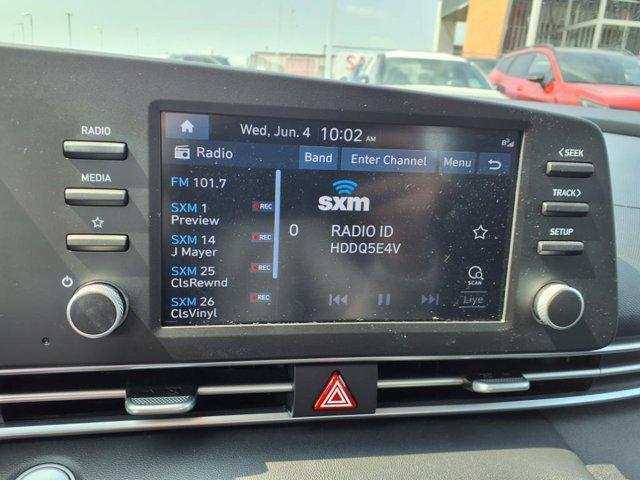 SA
RADIO
MEDIA
Wed, Jun. 4 10:02 AM
Radio
Band
Enter Channel
Menu
FM 101.7
SXM 1
REC
Preview
SXM 14
REC
J Mayer
SXM 25
REC
ClsRewnd
SXM 26
REC
ClsVinyl
sxm
0 RADIO ID
HDDQ5E4V
SCAN
Live
<SEEK
TRACK>
SETUP